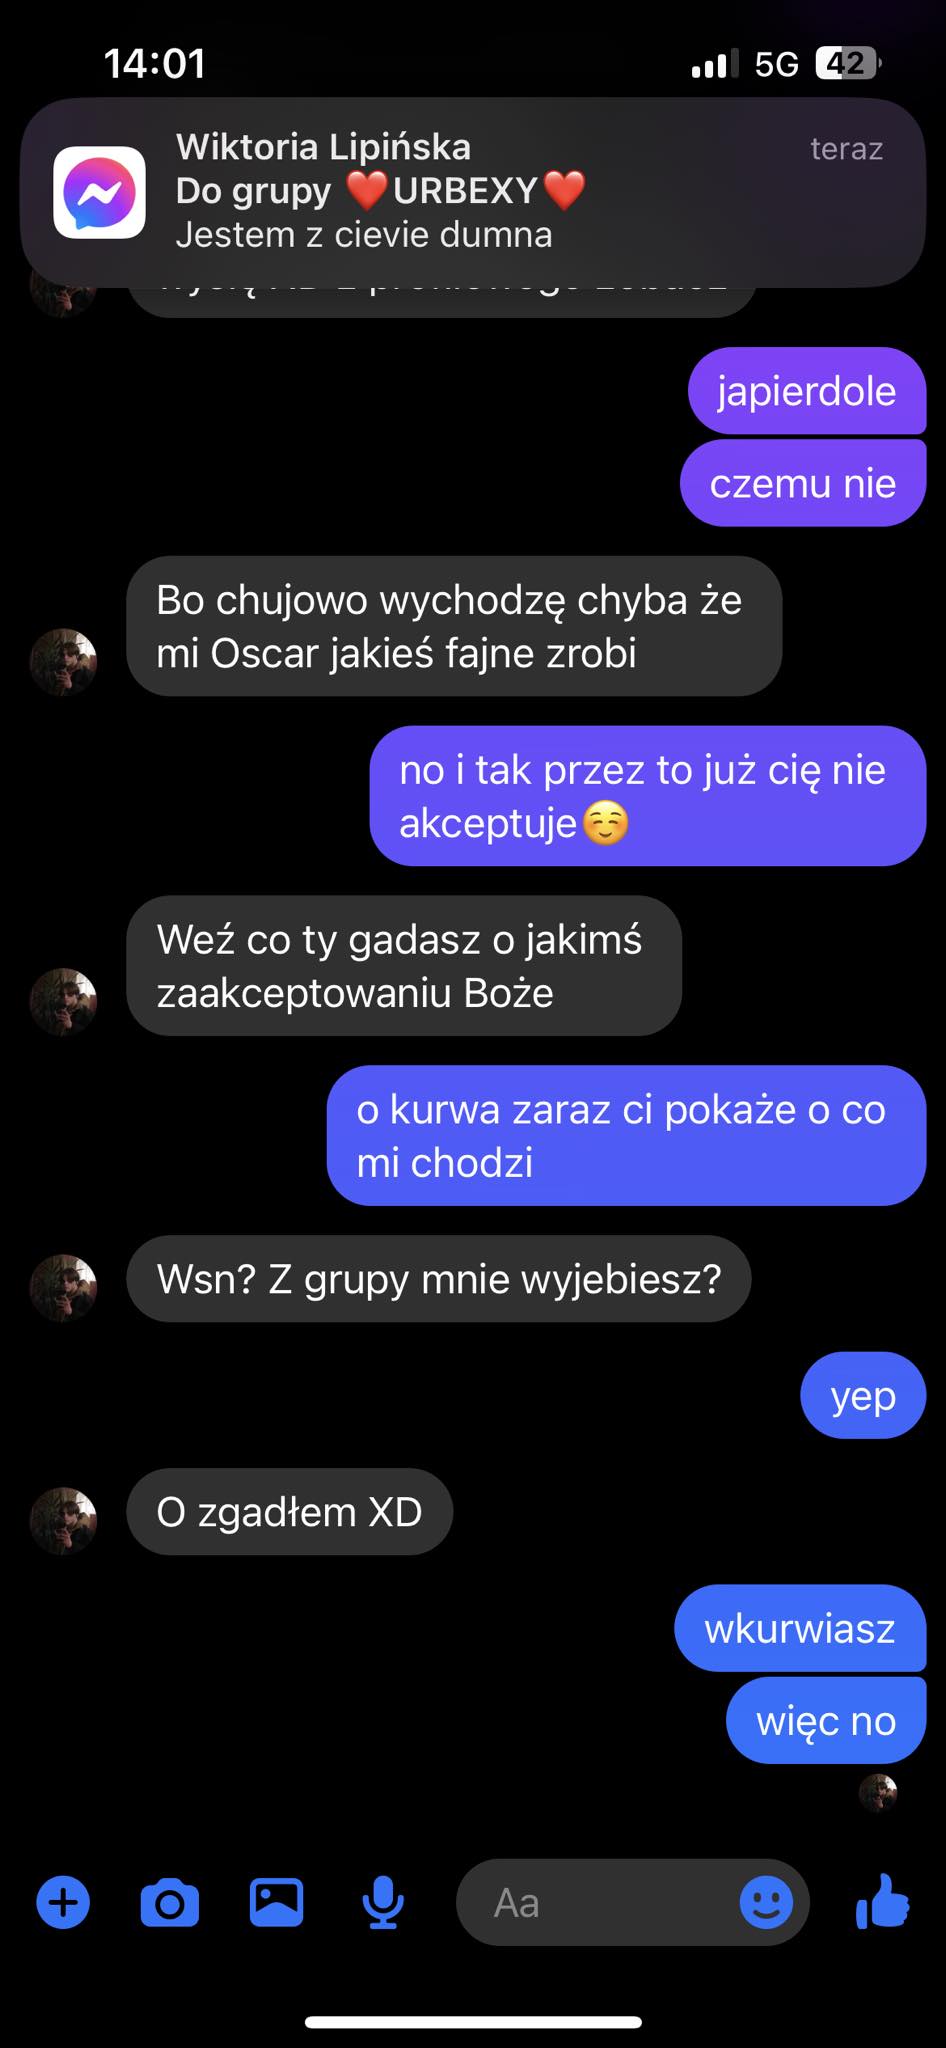 14:01
5G
42
Wiktoria Lipińska
teraz
Do grupy ❤️URBEXY❤️
Jestem z cievie dumna
japierdole
czemu nie
Bo chujowo wychodzę chyba że
mi Oscar jakieś fajne zrobi
no i tak przez to już cię nie
akceptuje☺️
Weź co ty gadasz o jakimś
zaakceptowaniu Boże
o kurwa zaraz ci pokaże o co
mi chodzi
Wsn? Z grupy mnie wyjebiesz?
yep
O zgadłem XD
wkurwiasz
więc no
Aa